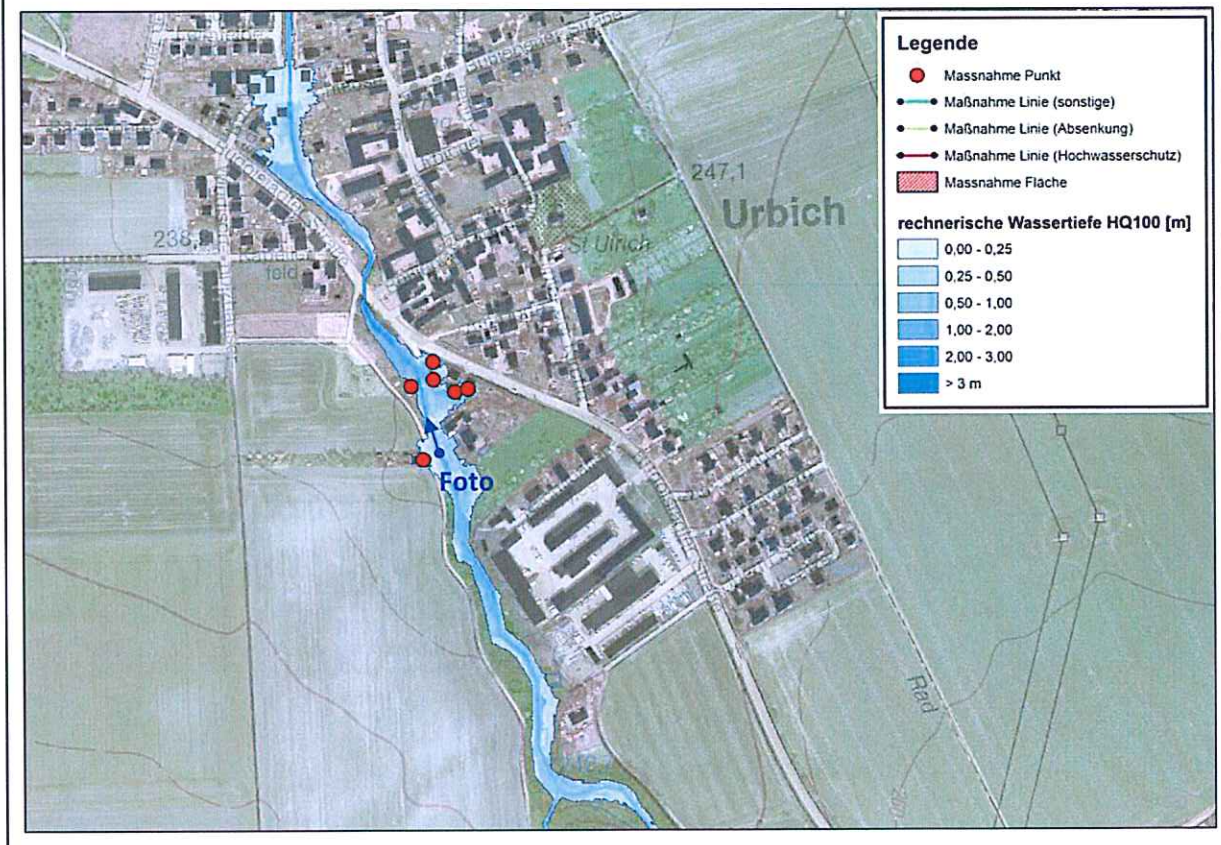 Legende
Massnahme Punkt
Maßnahme Linie (sonstige)
Maßnahme Linie (Absenkung)
Maßnahme Linie (Hochwasserschutz)
Massnahme Fläche
rechnerische Wassertiefe HQ100 [m]
0,00 - 0,25
0,25 - 0,50
0,50 - 1,00
1,00 - 2,00
2,00 - 3,00
> 3 m
247,1
Urbich
St Ulrich
238,
feld
Foto
Rad